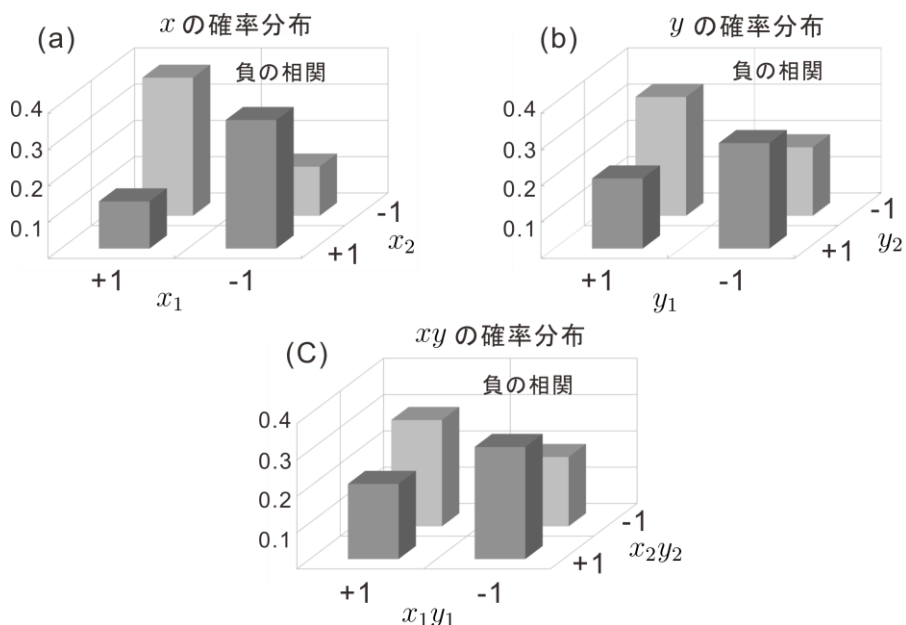 (a)
x の確率分布
負の相関
0.4
0.3
0.2
0.1
+1
-1
x₁
+1
-1
x₂
(b)
y の確率分布
負の相関
0.4
0.3
0.2
0.1
+1
-1
y₁
+1
-1
y₂
(C)
xy の確率分布
負の相関
0.4
0.3
0.2
0.1
+1
-1
x₁y₁
+1
-1
x₂y₂